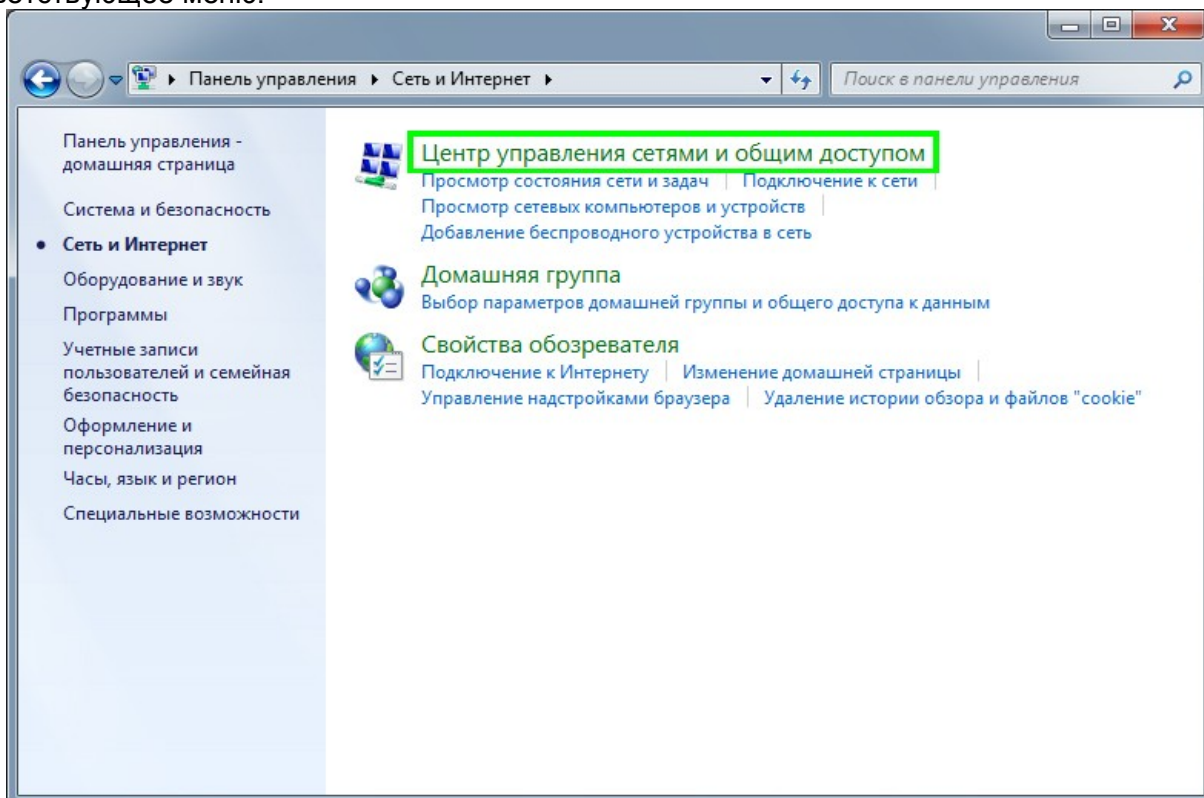 Панель управления ▸ Сеть и Интернет ▸
Поиск в панели управления
Панель управления -
домашняя страница
Система и безопасность
• Сеть и Интернет
Оборудование и звук
Программы
Учетные записи
пользователей и семейная
безопасность
Оформление и
персонализация
Часы, язык и регион
Специальные возможности
Центр управления сетями и общим доступом
Просмотр состояния сети и задач | Подключение к сети |
Просмотр сетевых компьютеров и устройств |
Добавление беспроводного устройства в сеть
Домашняя группа
Выбор параметров домашней группы и общего доступа к данным
Свойства обозревателя
Подключение к Интернету | Изменение домашней страницы |
Управление надстройками браузера | Удаление истории обзора и файлов "cookie"